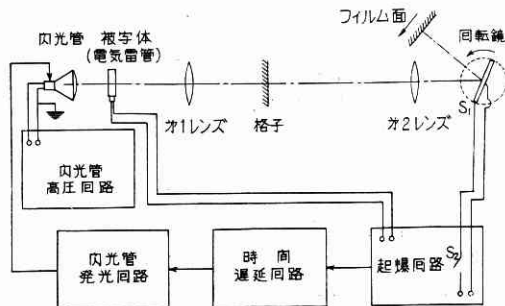 フィルム面
回転鏡
閃光管
被写体
(電気雷管)
S1
才1レンズ
格子
才2レンズ
閃光管
高圧回路
閃光管
発光回路
時間
遅延回路
起爆回路
S2